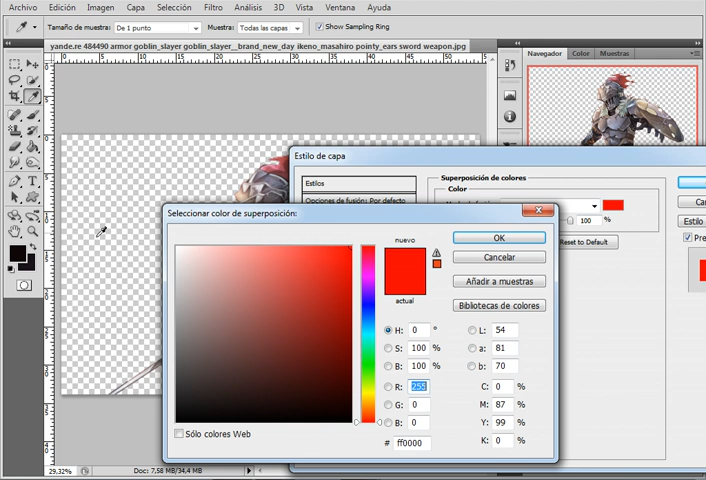 Archivo Edición Imagen Capa Selección Filtro Análisis 3D Vista Ventana Ayuda
Tamaño de muestra: De 1 punto Muestra: Todas las capas Show Sampling Ring
yande.re 484490 armor goblin_slayer goblin_slayer__brand_new_day ikeno_masahiro pointy_ears sword weapon.jpg
Navegador Color Muestras
Estilo de capa
Estilos
Opciones de fusión: Por defecto
Superposición de colores
Color
100 %
Reset to Default
Estilo
Seleccionar color de superposición:
nuevo
actual
OK
Cancelar
Añadir a muestras
Bibliotecas de colores
H: 0 °
S: 100 %
B: 100 %
R: 255
G: 0
B: 0
# ff0000
L: 54
a: 81
b: 70
C: 0 %
M: 87 %
Y: 99 %
K: 0 %
Sólo colores Web
29,32% Doc: 7,58 MB/34,4 MB